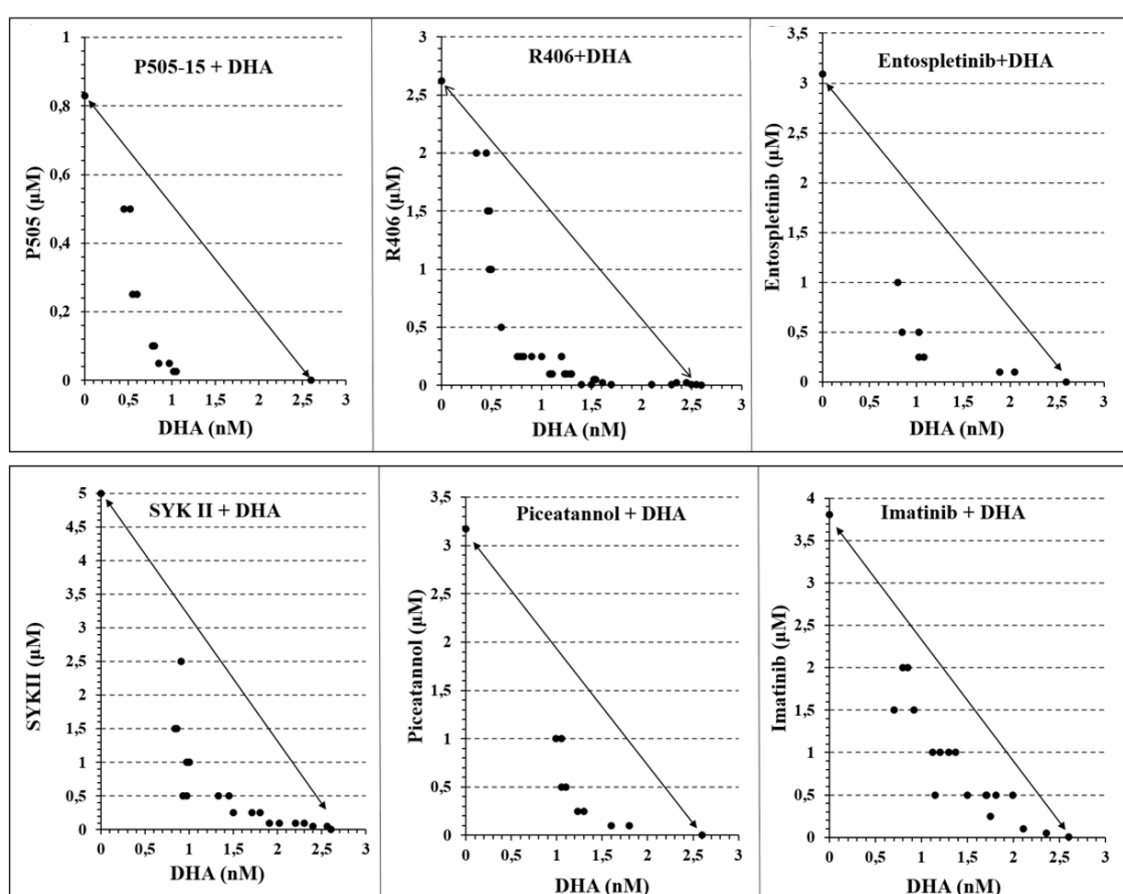 P505-15 + DHA
P505 (µM)
1
0,8
0,6
0,4
0,2
0
0 0,5 1 1,5 2 2,5 3
DHA (nM)
R406+DHA
R406 (µM)
3
2,5
2
1,5
1
0,5
0
0 0,5 1 1,5 2 2,5 3
DHA (nM)
Entospletinib+DHA
Entospletinib (µM)
3,5
3
2,5
2
1,5
1
0,5
0
0 0,5 1 1,5 2 2,5 3
DHA (nM)
SYK II + DHA
SYKII (µM)
5
4,5
4
3,5
3
2,5
2
1,5
1
0,5
0
0 0,5 1 1,5 2 2,5 3
DHA (nM)
Piceatannol + DHA
Piceatannol (µM)
3,5
3
2,5
2
1,5
1
0,5
0
0 0,5 1 1,5 2 2,5 3
DHA (nM)
Imatinib + DHA
Imatinib (µM)
4
3,5
3
2,5
2
1,5
1
0,5
0
0 0,5 1 1,5 2 2,5 3
DHA (nM)